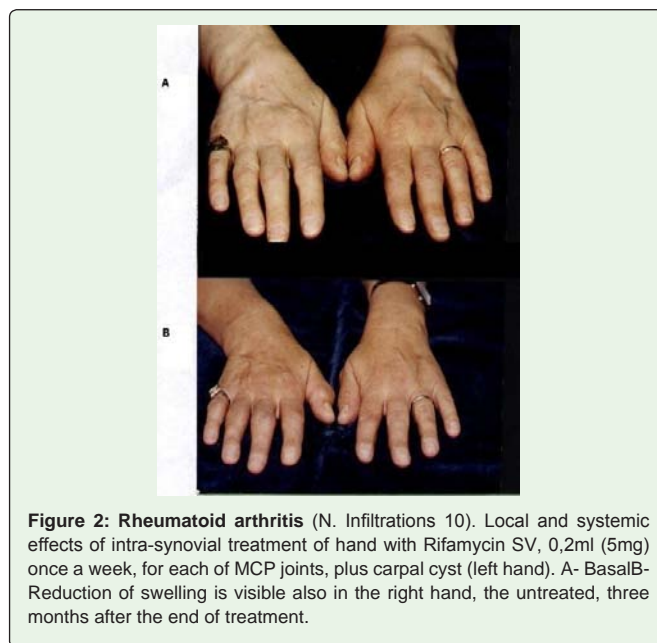 A
B
Figure 2: Rheumatoid arthritis (N. Infiltrations 10). Local and systemic
effects of intra-synovial treatment of hand with Rifamycin SV, 0,2ml (5mg)
once a week, for each of MCP joints, plus carpal cyst (left hand). A- BasalB-
Reduction of swelling is visible also in the right hand, the untreated, three
months after the end of treatment.